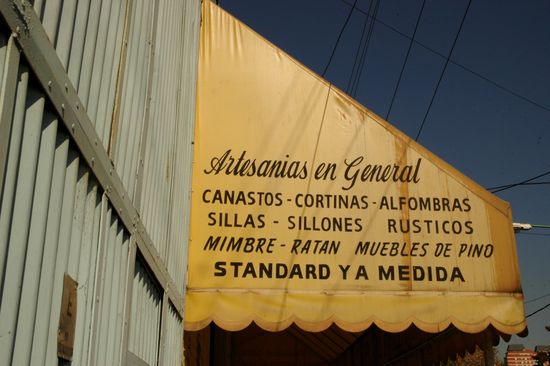 Artesanias en General
CANASTOS - CORTINAS - ALFOMBRAS
SILLAS - SILLONES RUSTICOS
MIMBRE - RATAN MUEBLES DE PINO
STANDARD Y A MEDIDA